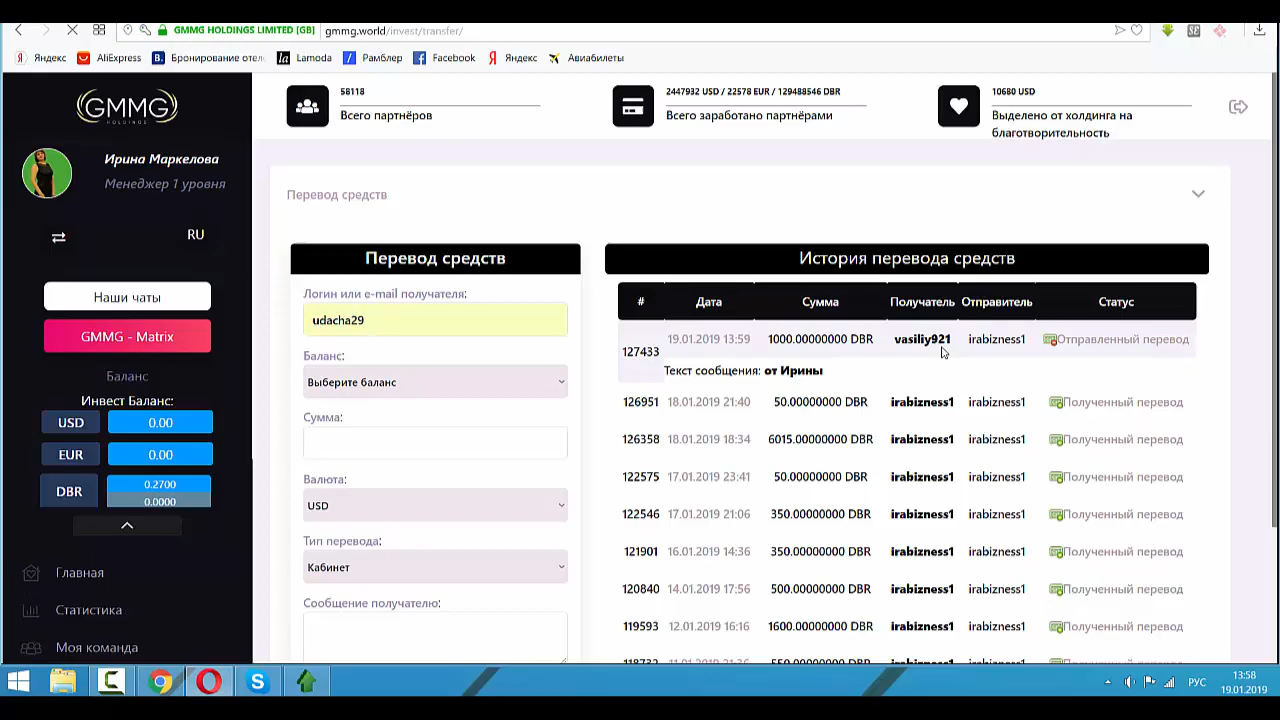 GMMG HOLDINGS LIMITED [GB] gmmg.world/invest/transfer/
Яндекс AliExpress Бронирование отел Lamoda Рамблер Facebook Яндекс Авиабилеты
GMMG
HOLDINGS
Ирина Маркелова
Менеджер 1 уровня
RU
Наши чаты
GMMG - Matrix
Баланс
Инвест Баланс:
USD 0.00
EUR 0.00
DBR 0.2700
0.0000
Главная
Статистика
Моя команда
58118
Всего партнёров
2447932 USD / 22578 EUR / 129488546 DBR
Всего заработано партнёрами
10680 USD
Выделено от холдинга на
благотворительность
Перевод средств
Перевод средств
Логин или e-mail получателя:
udacha29
Баланс:
Выберите баланс
Сумма:
Валюта:
USD
Тип перевода:
Кабинет
Сообщение получателю:
История перевода средств
# Дата Сумма Получатель Отправитель Статус
127433 19.01.2019 13:59 1000.00000000 DBR vasiliy921 irabizness1 Отправленный перевод
Текст сообщения: от Ирины
126951 18.01.2019 21:40 50.00000000 DBR irabizness1 irabizness1 Полученный перевод
126358 18.01.2019 18:34 6015.00000000 DBR irabizness1 irabizness1 Полученный перевод
122575 17.01.2019 23:41 50.00000000 DBR irabizness1 irabizness1 Полученный перевод
122546 17.01.2019 21:06 350.00000000 DBR irabizness1 irabizness1 Полученный перевод
121901 16.01.2019 14:36 350.00000000 DBR irabizness1 irabizness1 Полученный перевод
120840 14.01.2019 17:56 500.00000000 DBR irabizness1 irabizness1 Полученный перевод
119593 12.01.2019 16:16 1600.00000000 DBR irabizness1 irabizness1 Полученный перевод
РУС
13:58
19.01.2019